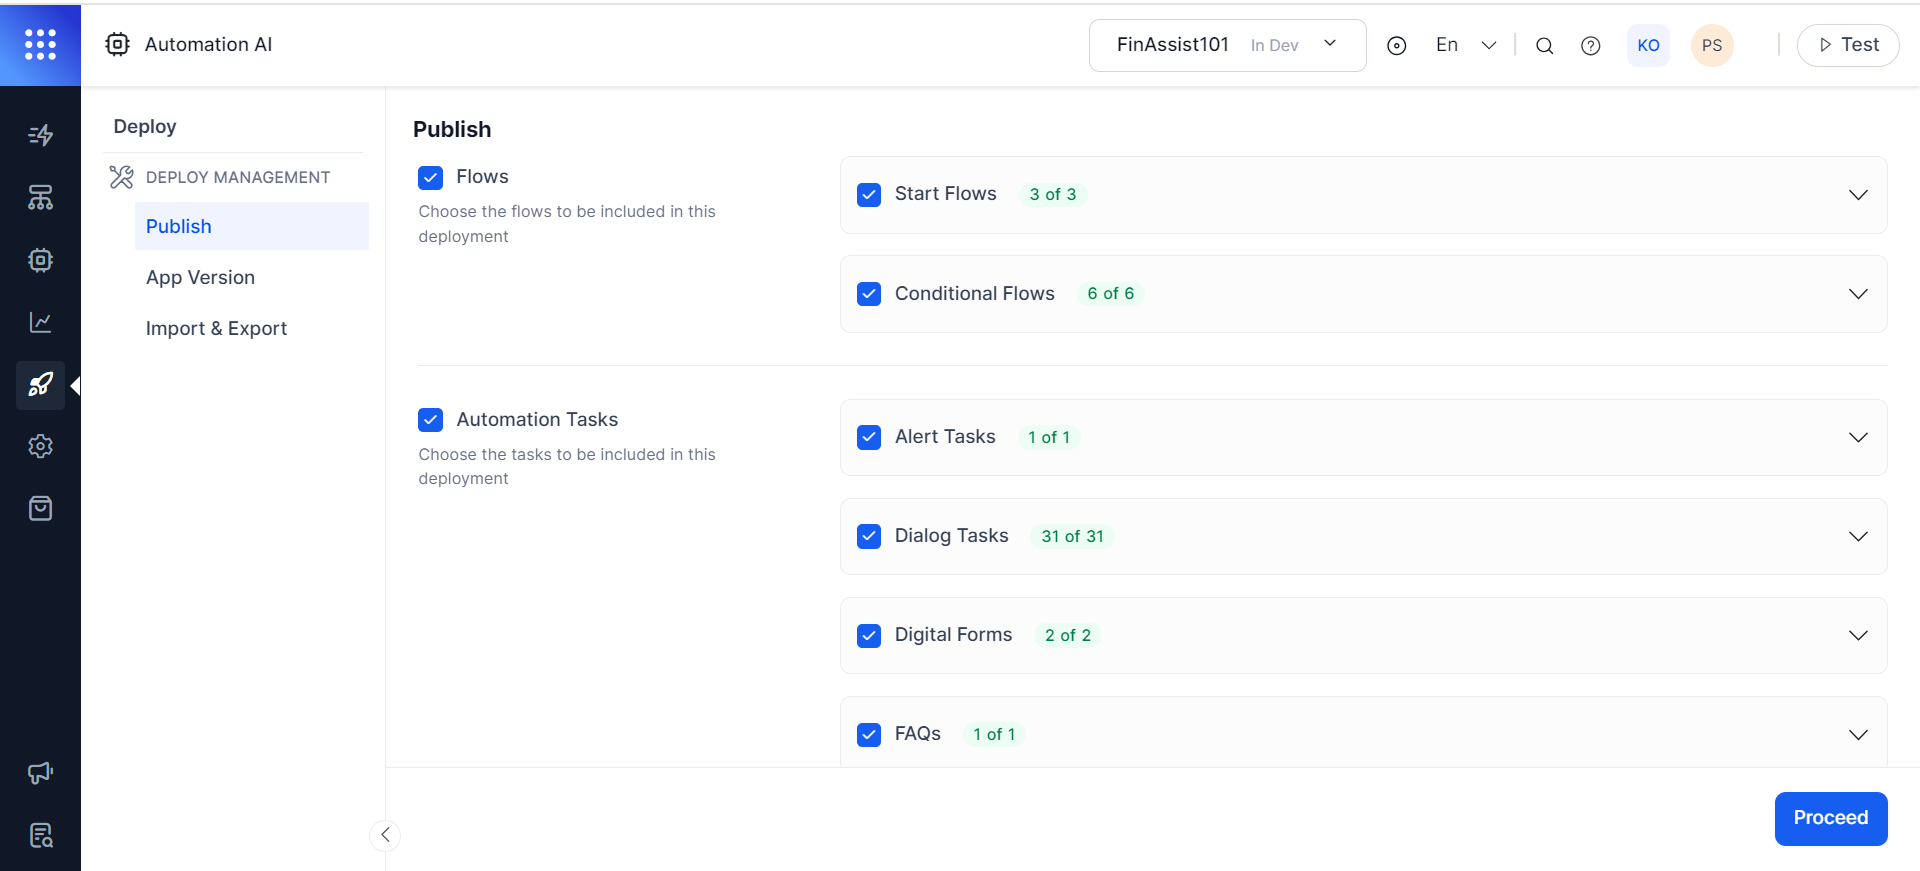 Automation AI
FinAssist101 In Dev
En
KO
PS
Test
Deploy
DEPLOY MANAGEMENT
Publish
App Version
Import & Export
Publish
Flows
Choose the flows to be included in this
deployment
Start Flows 3 of 3
Conditional Flows 6 of 6
Automation Tasks
Choose the tasks to be included in this
deployment
Alert Tasks 1 of 1
Dialog Tasks 31 of 31
Digital Forms 2 of 2
FAQs 1 of 1
Proceed